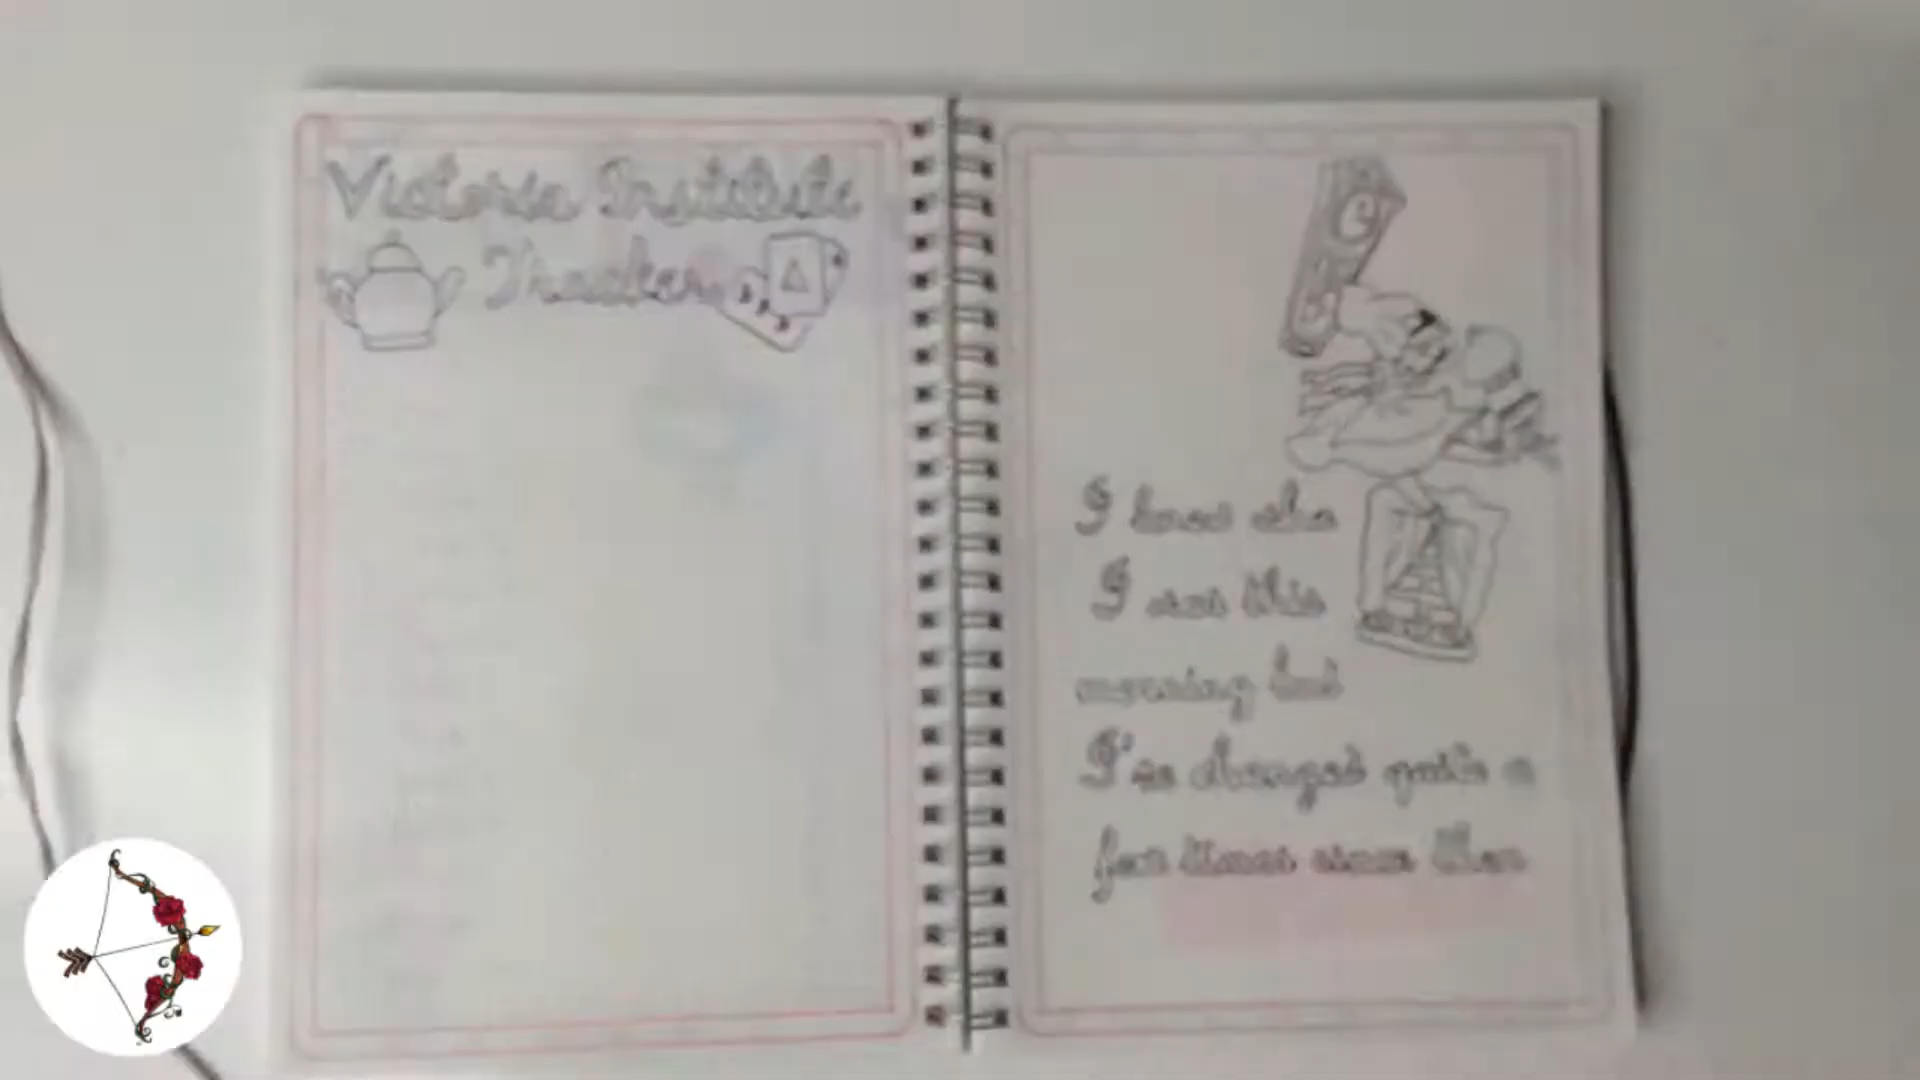 Victoria Institute
Tracker
I knew who
I was this
morning but
I've changed quite a
few times since then